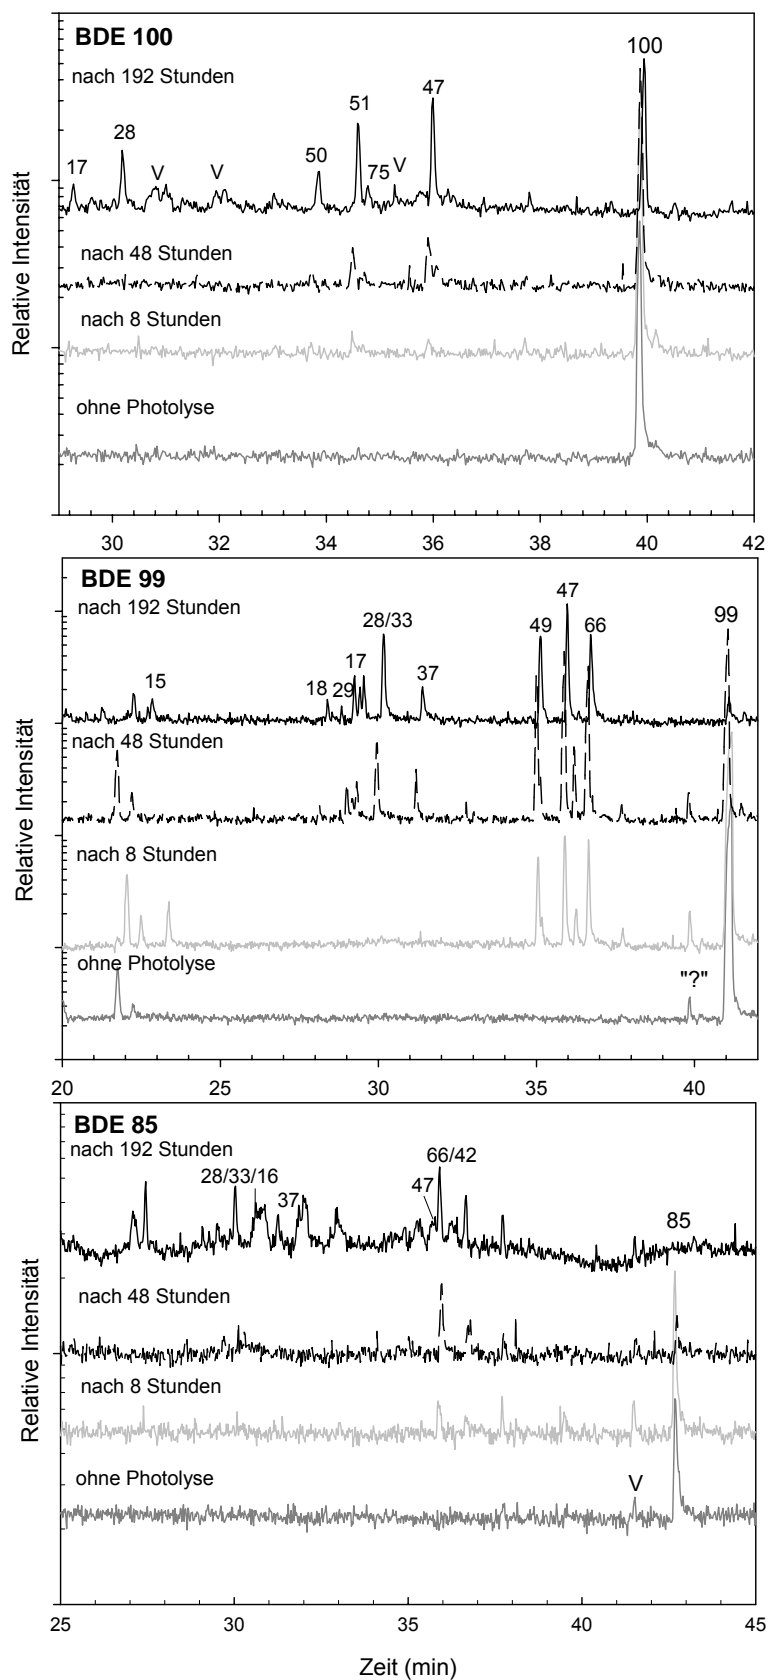 BDE 100
nach 192 Stunden
100
47
51
28
17
V
V
50
75
V
nach 48 Stunden
nach 8 Stunden
ohne Photolyse
Relative Intensität
30 32 34 36 38 40 42
BDE 99
nach 192 Stunden
47
99
28/33
49
66
17
15
18
29
37
nach 48 Stunden
nach 8 Stunden
ohne Photolyse
"?"
Relative Intensität
20 25 30 35 40
BDE 85
nach 192 Stunden
66/42
28/33/16
47
37
85
nach 48 Stunden
nach 8 Stunden
ohne Photolyse
V
Relative Intensität
25 30 35 40 45
Zeit (min)